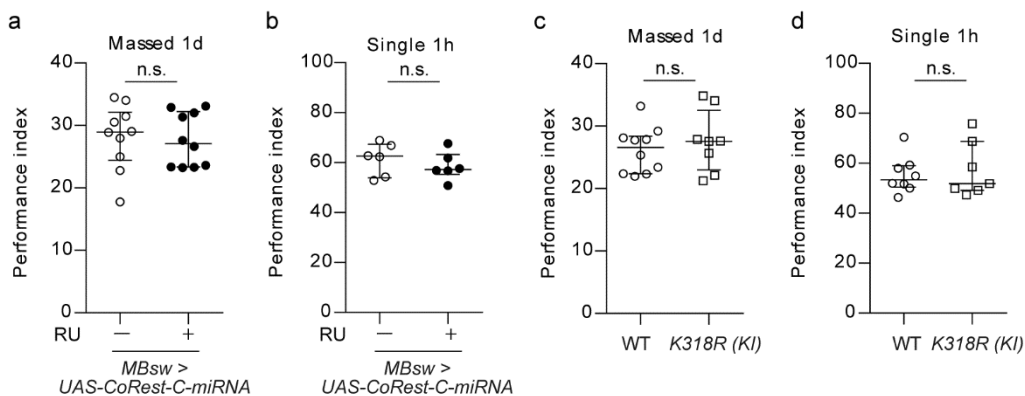 a
Massed 1d
n.s.
Performance index
40
30
20
10
0
RU — +
MBsw >
UAS-CoRest-C-miRNA
b
Single 1h
n.s.
Performance index
100
80
60
40
20
0
RU — +
MBsw >
UAS-CoRest-C-miRNA
c
Massed 1d
n.s.
Performance index
40
30
20
10
0
WT K318R (KI)
d
Single 1h
n.s.
Performance index
100
80
60
40
20
0
WT K318R (KI)